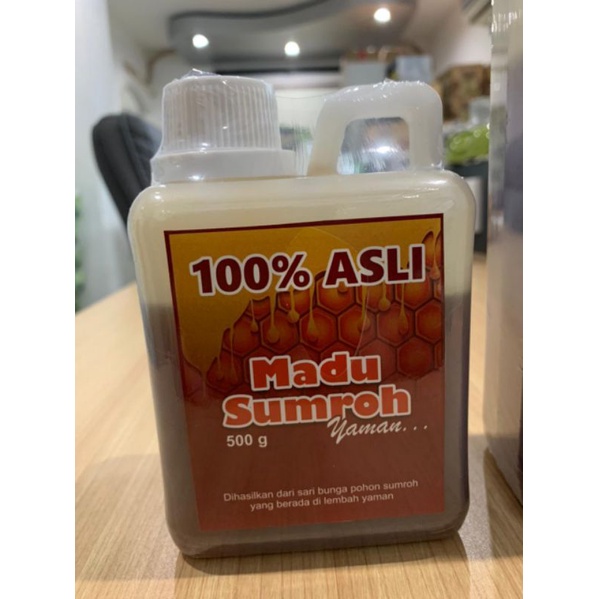 100% ASLI
Madu
Sumroh
Yaman...
500 g
Dihasilkan dari sari bunga pohon sumroh
yang berada di lembah yaman